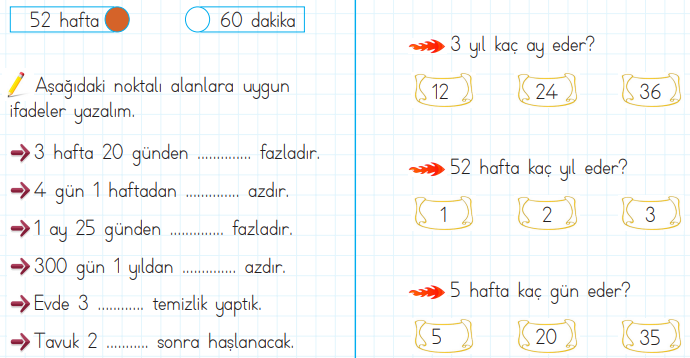 52 hafta
60 dakika
Aşağıdaki noktalı alanlara uygun
ifadeler yazalım.
3 hafta 20 günden .............. fazladır.
4 gün 1 haftadan .............. azdır.
1 ay 25 günden .............. fazladır.
300 gün 1 yıldan .............. azdır.
Evde 3 ............ temizlik yaptık.
Tavuk 2 ........... sonra haşlanacak.
3 yıl kaç ay eder?
12 24 36
52 hafta kaç yıl eder?
1 2 3
5 hafta kaç gün eder?
5 20 35